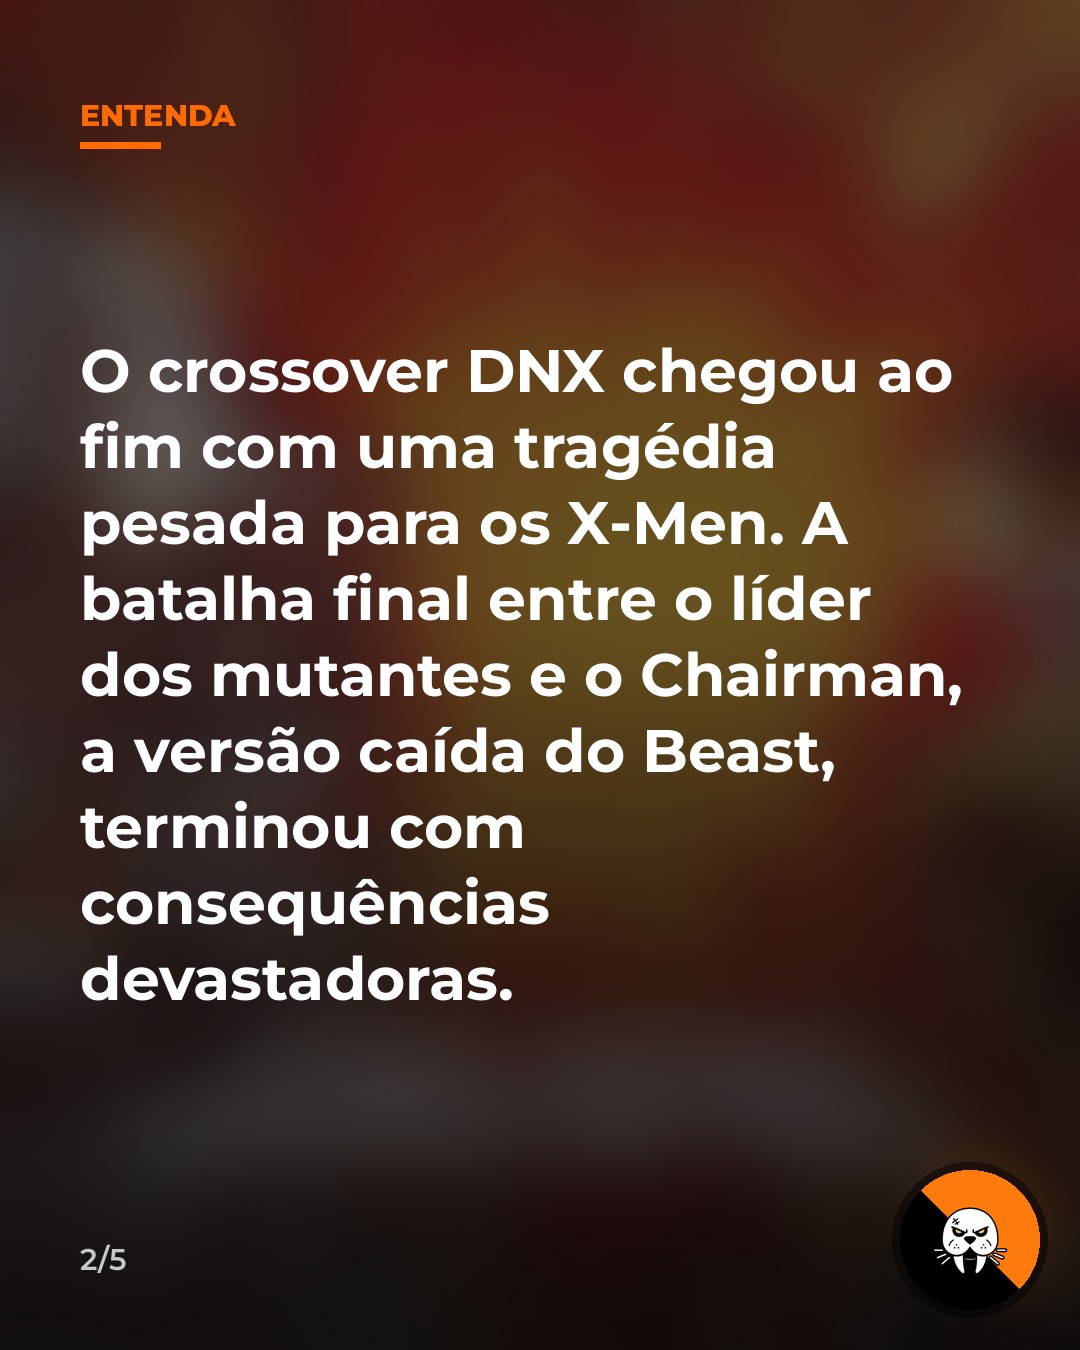 ENTENDA
O crossover DNX chegou ao
fim com uma tragédia
pesada para os X-Men. A
batalha final entre o líder
dos mutantes e o Chairman,
a versão caída do Beast,
terminou com
consequências
devastadoras.
2/5